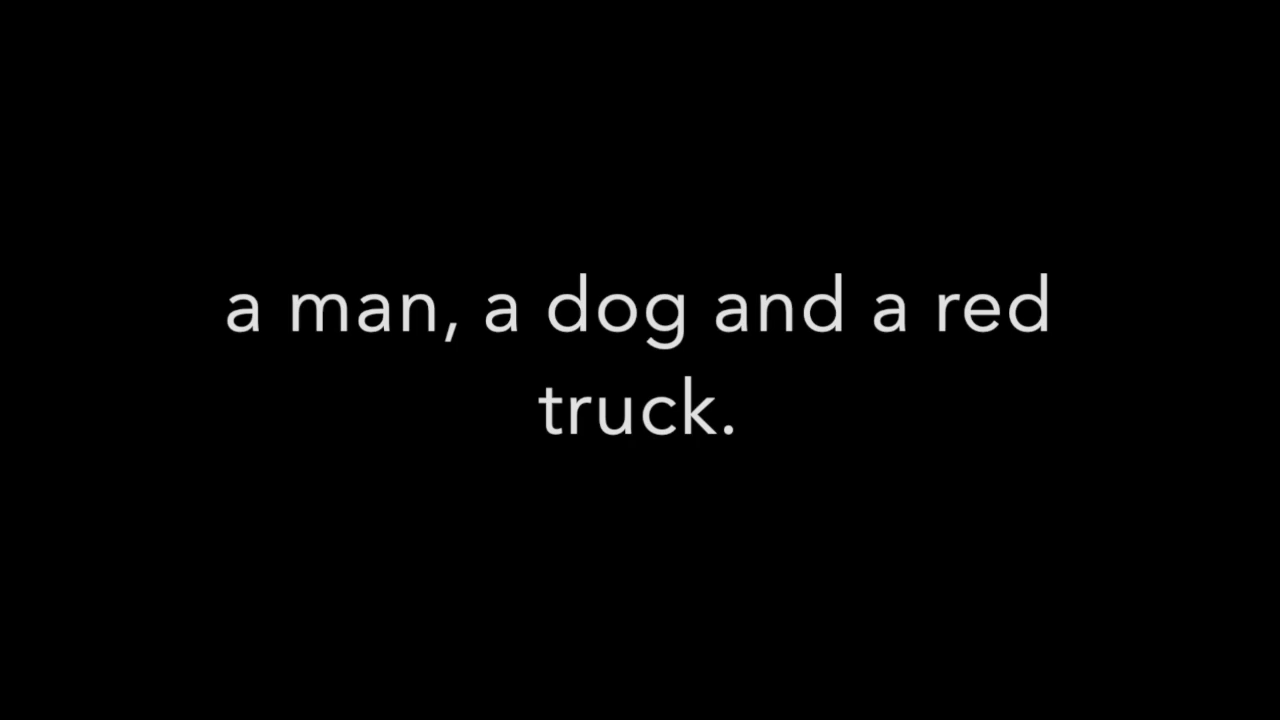 a man, a dog and a red
truck.